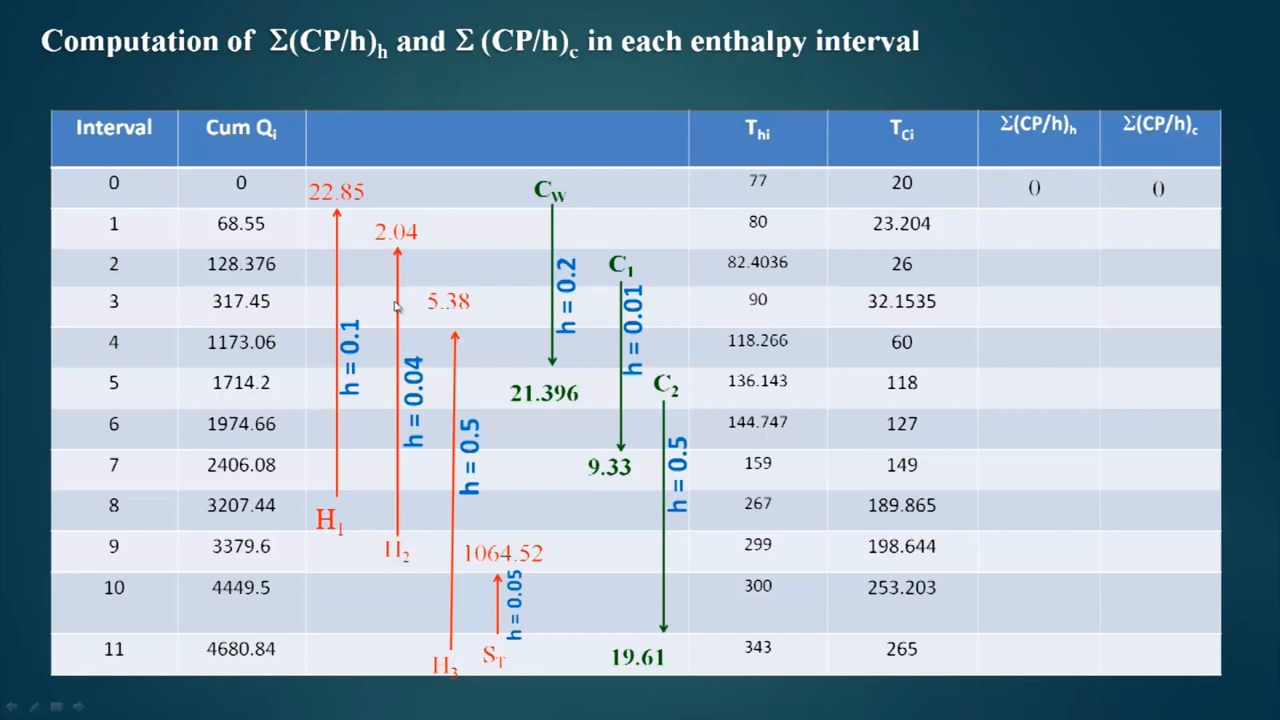 Computation of Σ(CP/h)h and Σ (CP/h)c in each enthalpy interval
Interval Cum Qi Thi TCi Σ(CP/h)h Σ(CP/h)c
0 0 22.85 CW 77 20 0 0
1 68.55 2.04 80 23.204
2 128.376 C1 82.4036 26
3 317.45 5.38 90 32.1535
4 1173.06 118.266 60
5 1714.2 21.396 C2 136.143 118
6 1974.66 144.747 127
7 2406.08 9.33 159 149
8 3207.44 H1 267 189.865
9 3379.6 H2 1064.52 299 198.644
10 4449.5 300 253.203
11 4680.84 H3 ST 19.61 343 265
h = 0.1
h = 0.04
h = 0.5
h = 0.05
h = 0.2
h = 0.01
h = 0.5